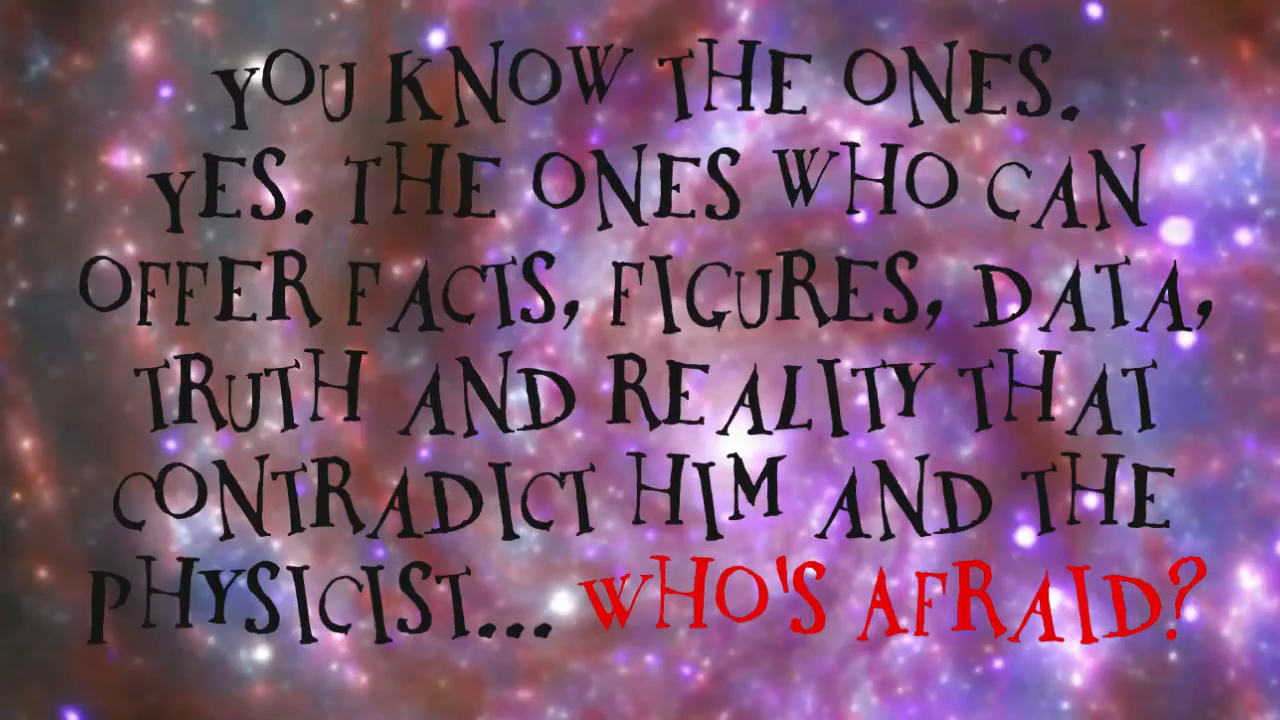 YOU KNOW THE ONES.
YES. THE ONES WHO CAN
OFFER FACTS, FIGURES, DATA,
TRUTH AND REALITY THAT
CONTRADICT HIM AND THE
PHYSICIST... WHO'S AFRAID?